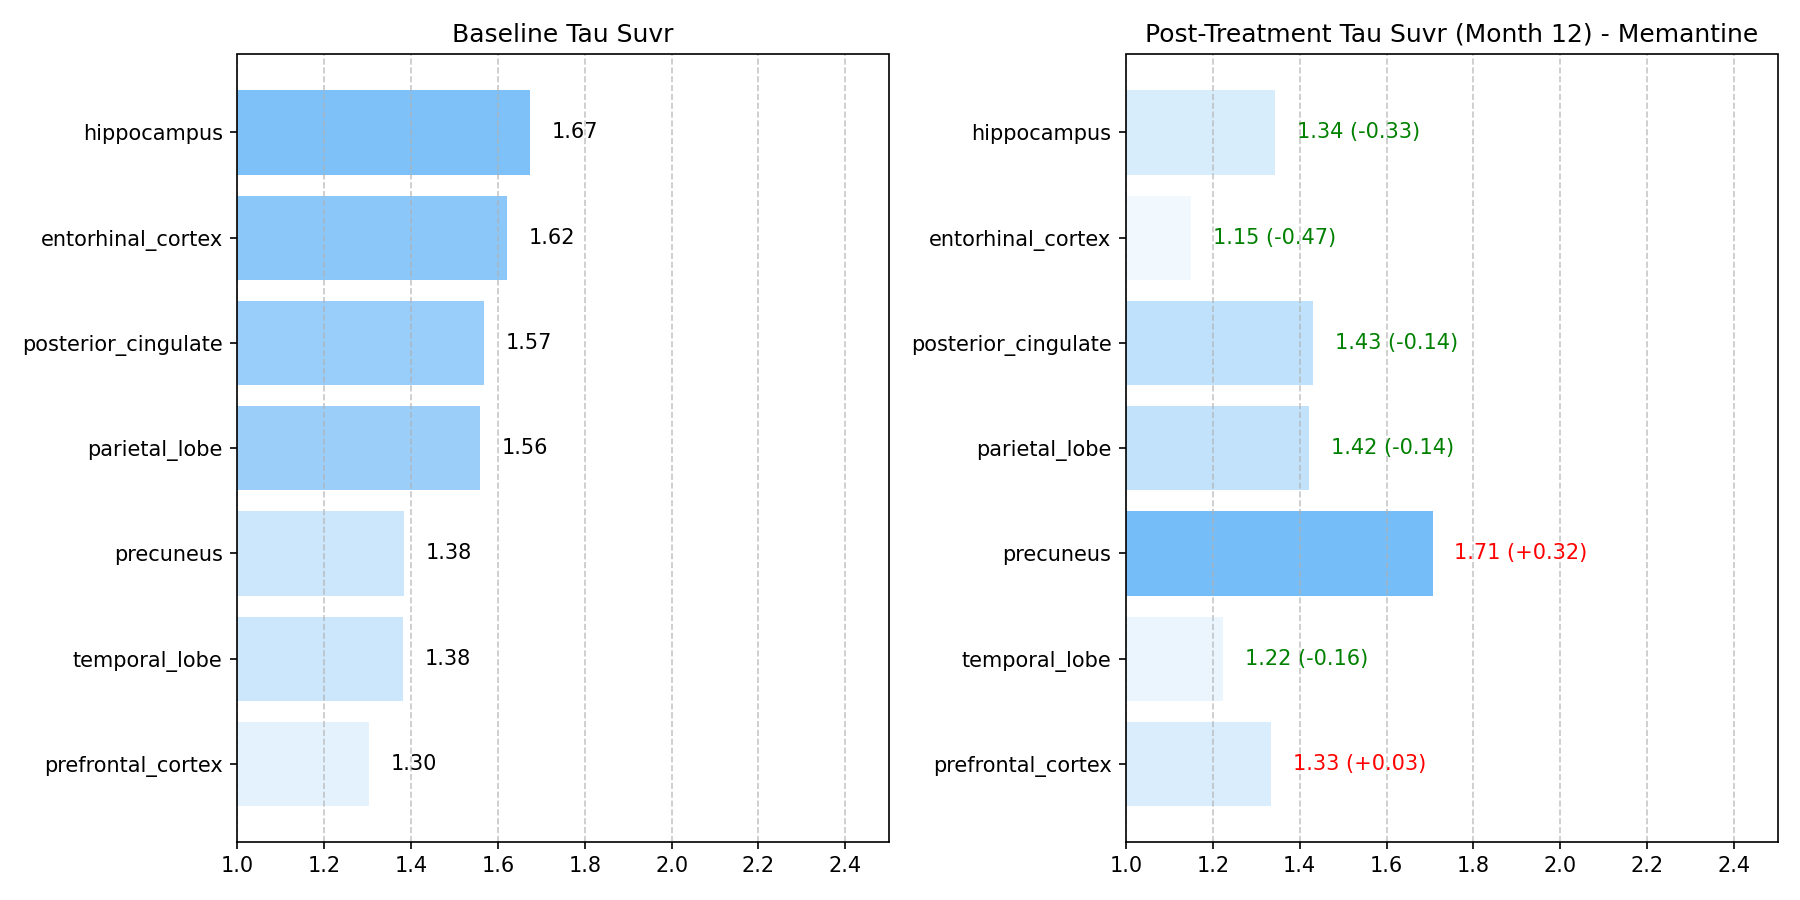 Baseline Tau Suvr
hippocampus
1.67
entorhinal_cortex
1.62
posterior_cingulate
1.57
parietal_lobe
1.56
precuneus
1.38
temporal_lobe
1.38
prefrontal_cortex
1.30
1.0 1.2 1.4 1.6 1.8 2.0 2.2 2.4
Post-Treatment Tau Suvr (Month 12) - Memantine
hippocampus
1.34 (-0.33)
entorhinal_cortex
1.15 (-0.47)
posterior_cingulate
1.43 (-0.14)
parietal_lobe
1.42 (-0.14)
precuneus
1.71 (+0.32)
temporal_lobe
1.22 (-0.16)
prefrontal_cortex
1.33 (+0.03)
1.0 1.2 1.4 1.6 1.8 2.0 2.2 2.4